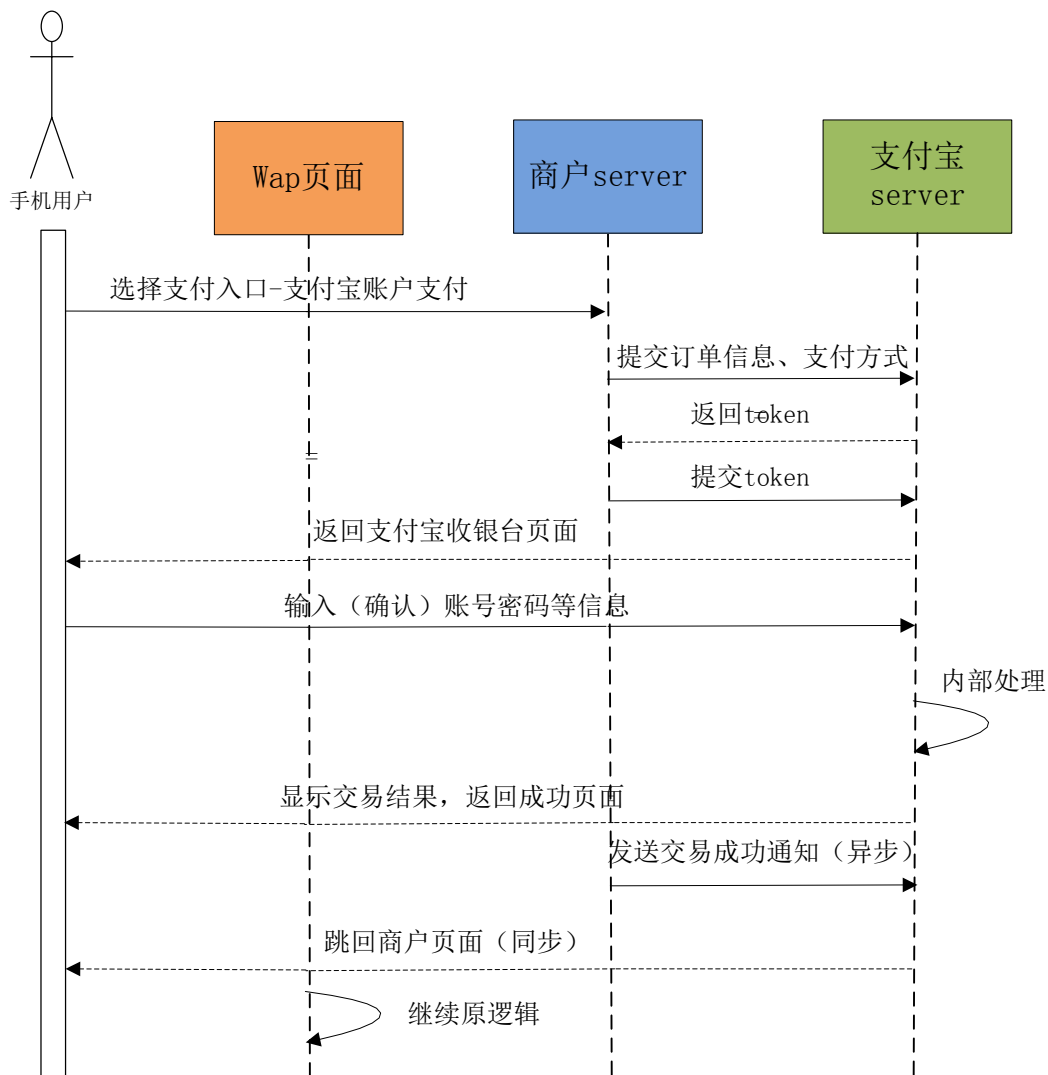 手机用户
Wap页面
商户server
支付宝
server
选择支付入口-支付宝账户支付
提交订单信息、支付方式
返回token
=
=
提交token
返回支付宝收银台页面
输入（确认）账号密码等信息
内部处理
显示交易结果，返回成功页面
发送交易成功通知（异步）
跳回商户页面（同步）
继续原逻辑